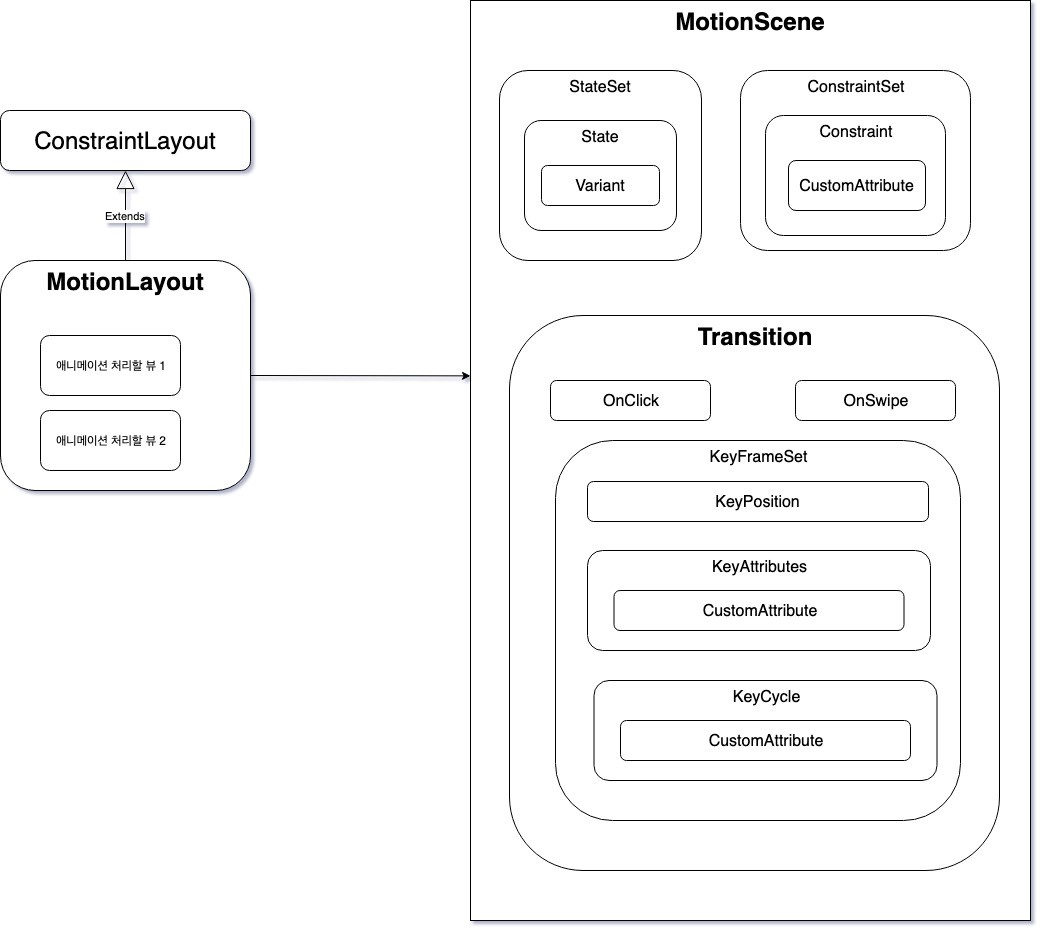 ConstraintLayout
Extends
MotionLayout
애니메이션 처리할 뷰 1
애니메이션 처리할 뷰 2
MotionScene
StateSet
State
Variant
ConstraintSet
Constraint
CustomAttribute
Transition
OnClick
OnSwipe
KeyFrameSet
KeyPosition
KeyAttributes
CustomAttribute
KeyCycle
CustomAttribute